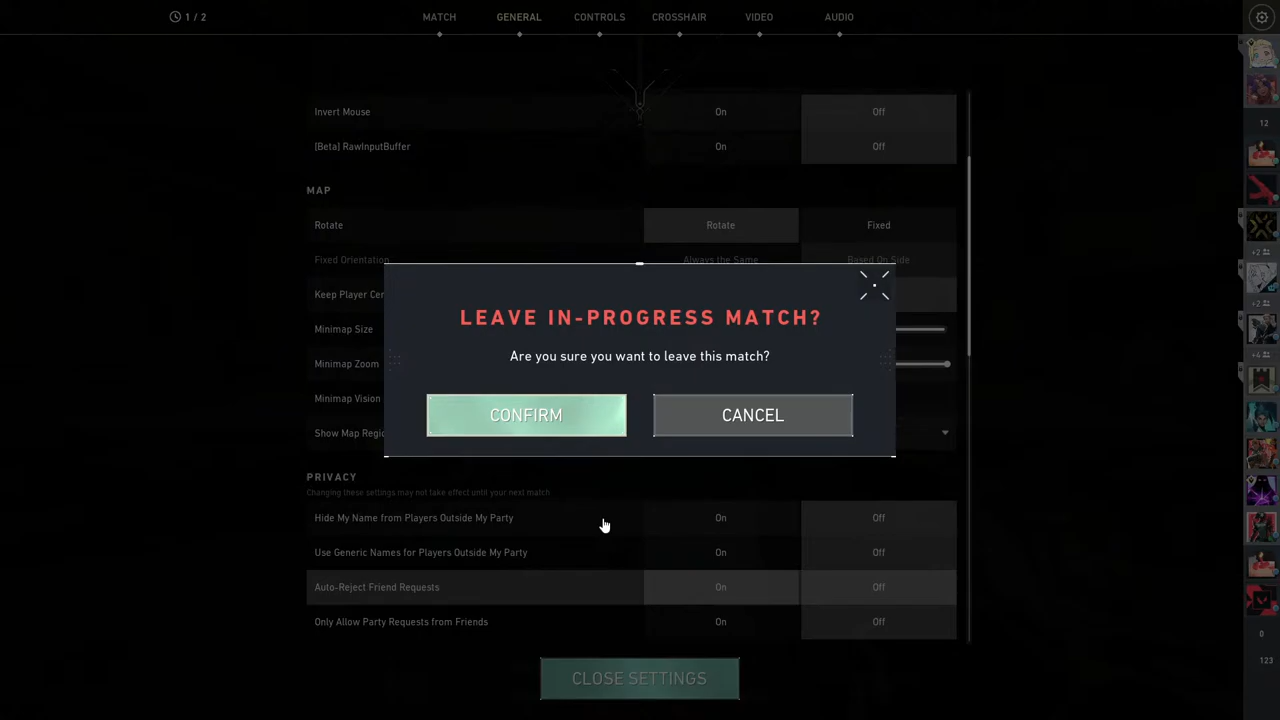 1 / 2
MATCH GENERAL CONTROLS CROSSHAIR VIDEO AUDIO
Invert Mouse On Off
[Beta] RawInputBuffer On Off
12
MAP
Rotate Rotate Fixed
Fixed Orientation Always the Same Based On Side
+2
Keep Player Cen
LEAVE IN-PROGRESS MATCH?
Are you sure you want to leave this match?
CONFIRM CANCEL
+2
Minimap Size
+4
Minimap Zoom
Minimap Vision
Show Map Regio
PRIVACY
Changing these settings may not take effect until your next match
Hide My Name from Players Outside My Party On Off
Use Generic Names for Players Outside My Party On Off
Auto-Reject Friend Requests On Off
Only Allow Party Requests from Friends On Off
0
123
CLOSE SETTINGS